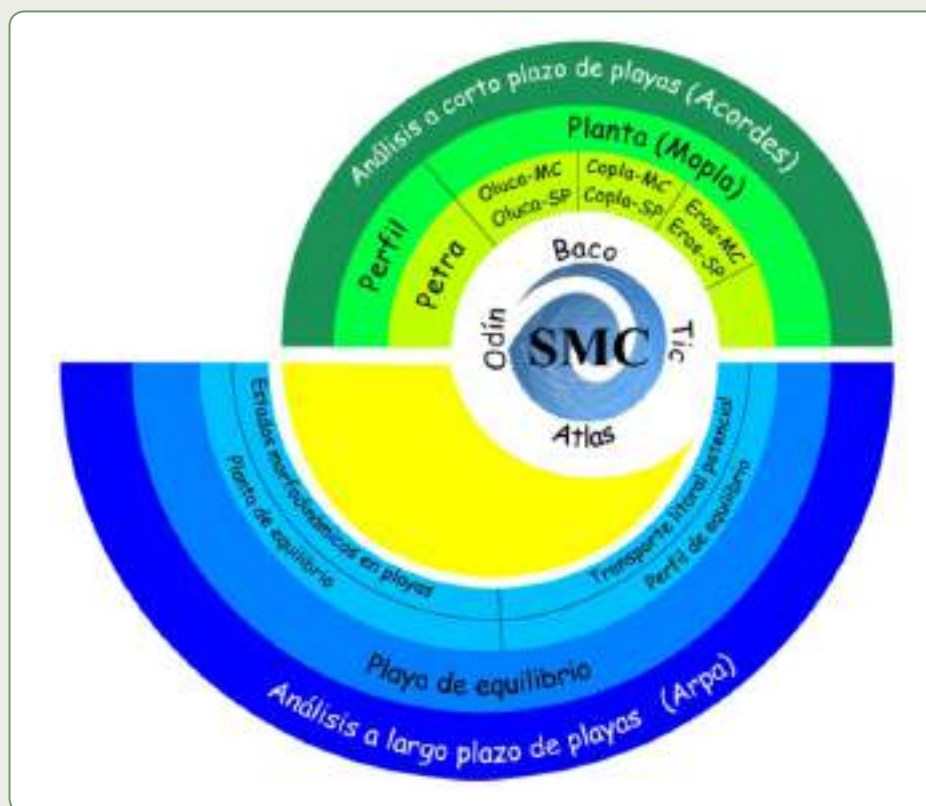 Análisis a corto plazo de playas (Acordes)
Planta (Mopla)
Perfil
Petra
Oluca-MC
Oluca-SP
Copla-MC
Copla-SP
Eros-MC
Eros-SP
Baco
Odín
SMC
Tic
Atlas
Estados morfodinámicos en playas
Planta de equilibrio
Transporte litoral potencial
Perfil de equilibrio
Playa de equilibrio
Análisis a largo plazo de playas (Arpa)